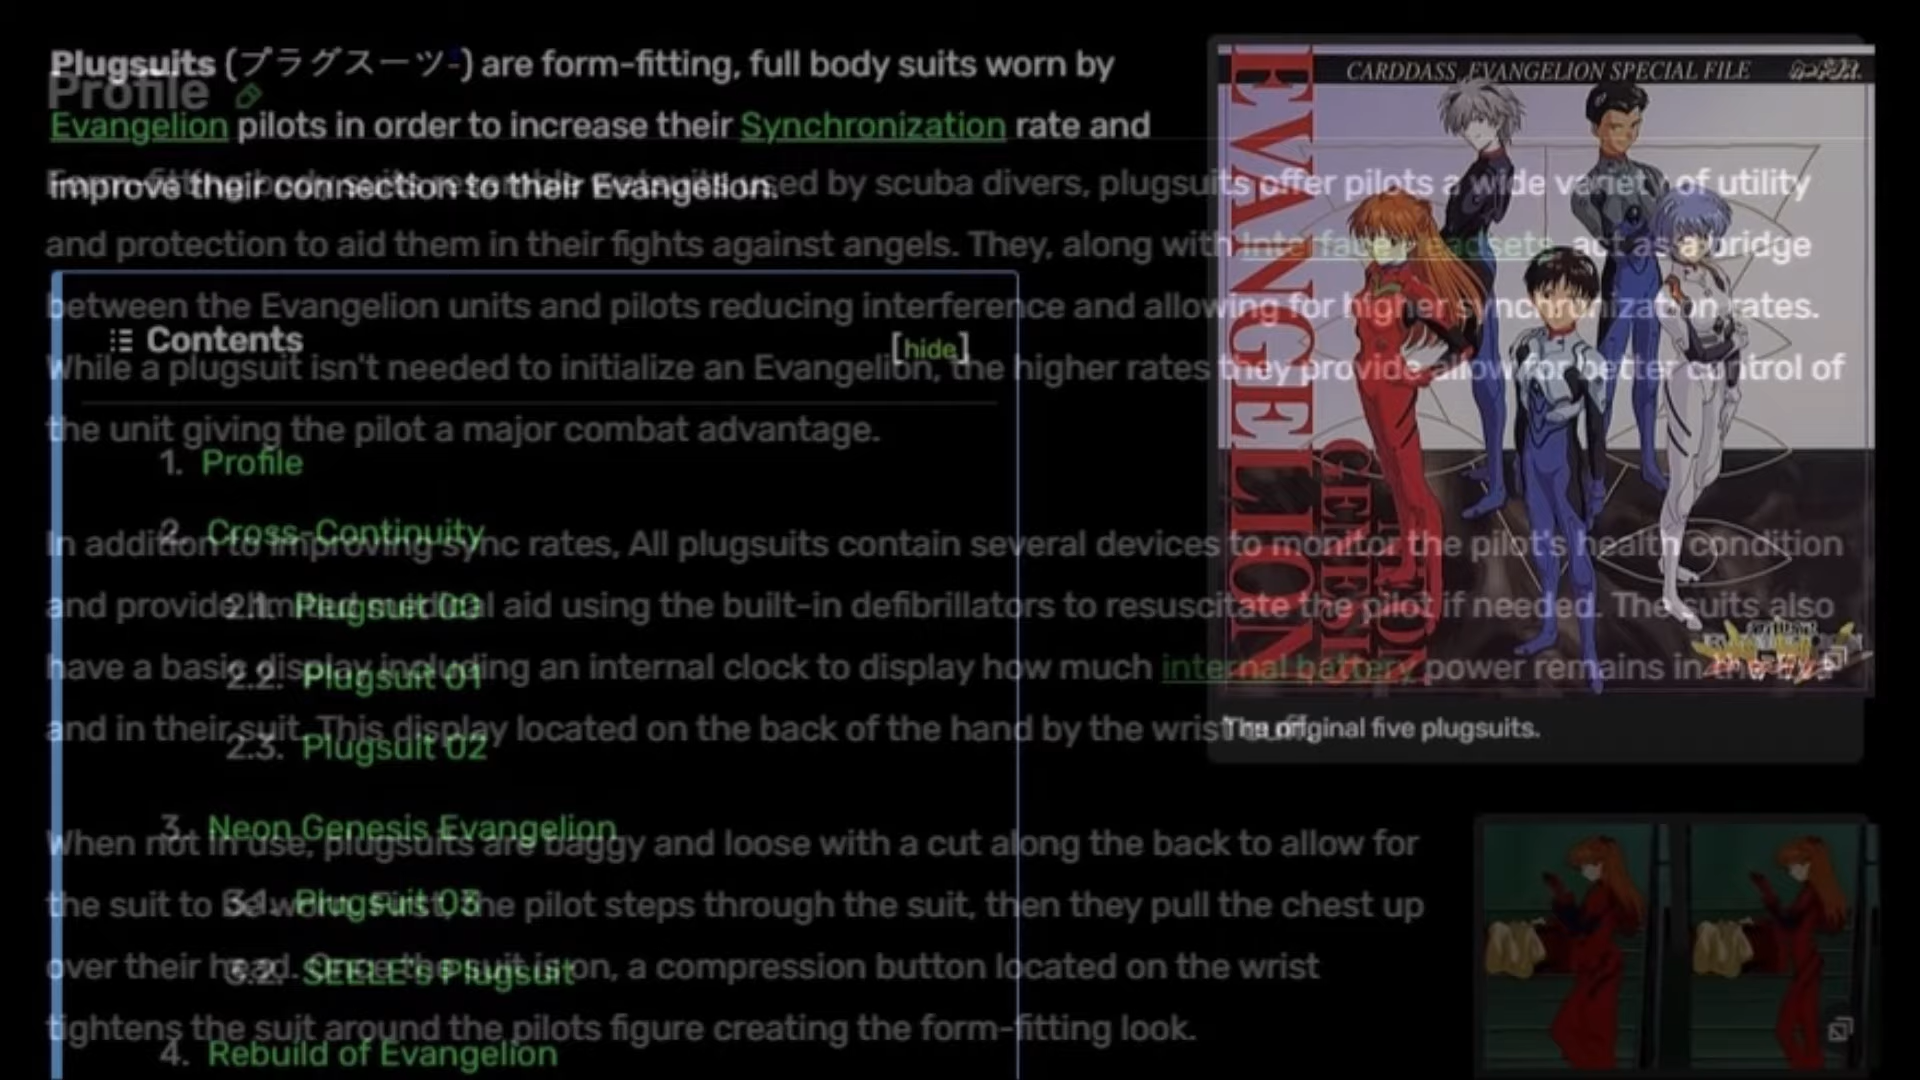 Plugsuits (プラグスーツ-) are form-fitting, full body suits worn by
Evangelion pilots in order to increase their Synchronization rate and
improve their connection to their Evangelion.
Contents
[hide]
1. Profile
2. Cross-Continuity
2.1. Plugsuit 00
2.2. Plugsuit 01
2.3. Plugsuit 02
3. Neon Genesis Evangelion
3.1. Plugsuit 03
3.2. SEELE's Plugsuit
4. Rebuild of Evangelion
CARDDASS EVANGELION SPECIAL FILE
EVANGELION
NEON
GENESIS
The original five plugsuits.
Profile
used by scuba divers, plugsuits offer pilots a wide variety of utility
and protection to aid them in their fights against angels. They, along with Interface Headsets, act as a bridge
between the Evangelion units and pilots reducing interference and allowing for higher synchronization rates.
While a plugsuit isn't needed to initialize an Evangelion, the higher rates they provide allow for better control of
the unit giving the pilot a major combat advantage.
In addition to improving sync rates, All plugsuits contain several devices to monitor the pilot's health condition
and provide limited medical aid using the built-in defibrillators to resuscitate the pilot if needed. The suits also
have a basic display including an internal clock to display how much internal battery power remains in
and in their suit. This display located on the back of the hand by the wrist
When not in use, plugsuits are baggy and loose with a cut along the back to allow for
the suit to be worn. First, the pilot steps through the suit, then they pull the chest up
over their head. Once the suit is on, a compression button located on the wrist
tightens the suit around the pilots figure creating the form-fitting look.